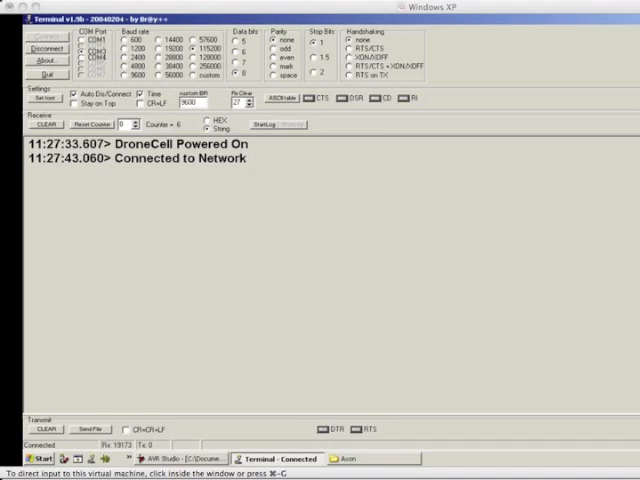 Windows XP
Terminal v1.9b - 20040204 - by Br@y++
Disconnect
About...
Quit
COM Port
COM1
COM3
COM4
Baud rate
600 14400 57600
1200 19200 115200
2400 28800 128000
4800 38400 256000
9600 56000 custom
Data bits
5
6
7
8
Parity
none
odd
even
mark
space
Stop Bits
1
1.5
2
Handshaking
none
RTS/CTS
XON/XOFF
RTS/CTS + XON/XOFF
RTS on TX
Settings
Set font
Auto Dis/Connect Time
Stay on Top CR=LF
custom BR
9600
Rx Clear
27
ASCII table
CTS DSR CD RI
Receive
CLEAR Reset Counter 0 Counter = 6
HEX
String
StartLog
11:27:33.607> DroneCell Powered On
11:27:43.060> Connected to Network
Transmit
CLEAR Send File CR=CR+LF DTR RTS
Connected Rx: 19173 Tx: 0
Start » AVR Studio - [C:\Docume... Terminal - Connected Axon
To direct input to this virtual machine, click inside the window or press ⌘-G